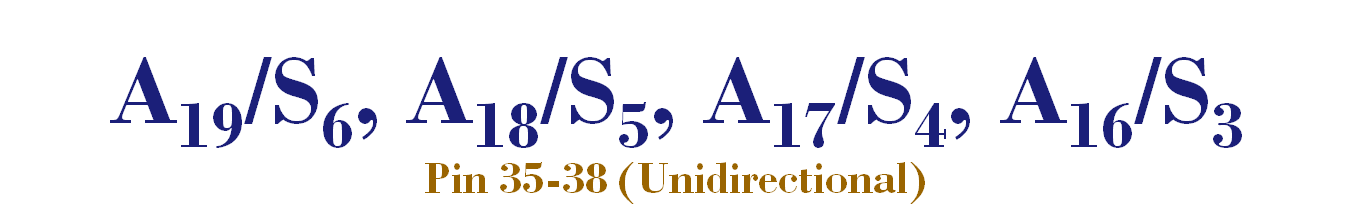 A₁₉/S₆, A₁₈/S₅, A₁₇/S₄, A₁₆/S₃
Pin 35-38 (Unidirectional)